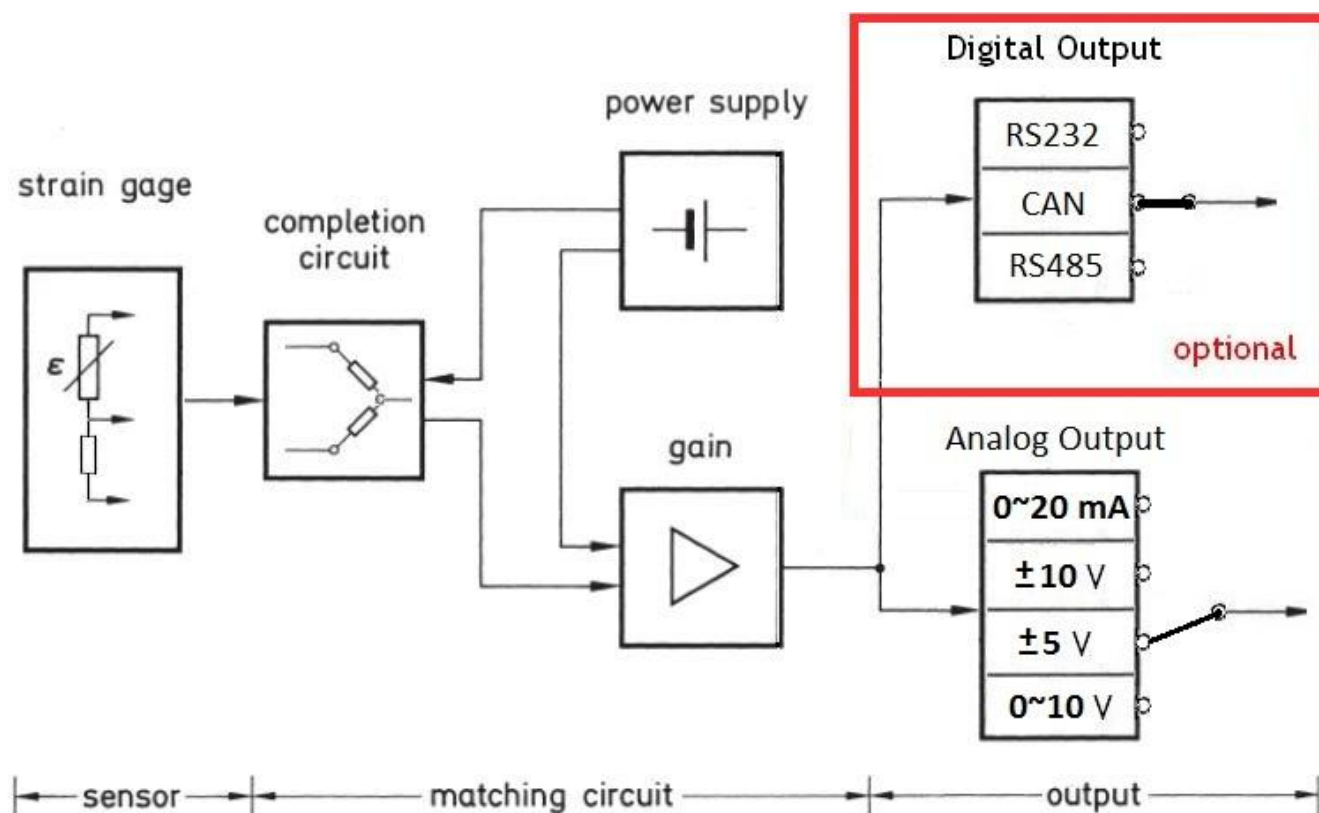 Digital Output
RS232
CAN
RS485
optional
power supply
strain gage
completion
circuit
ε
gain
Analog Output
0~20 mA
±10 V
±5 V
0~10 V
sensor
matching circuit
output